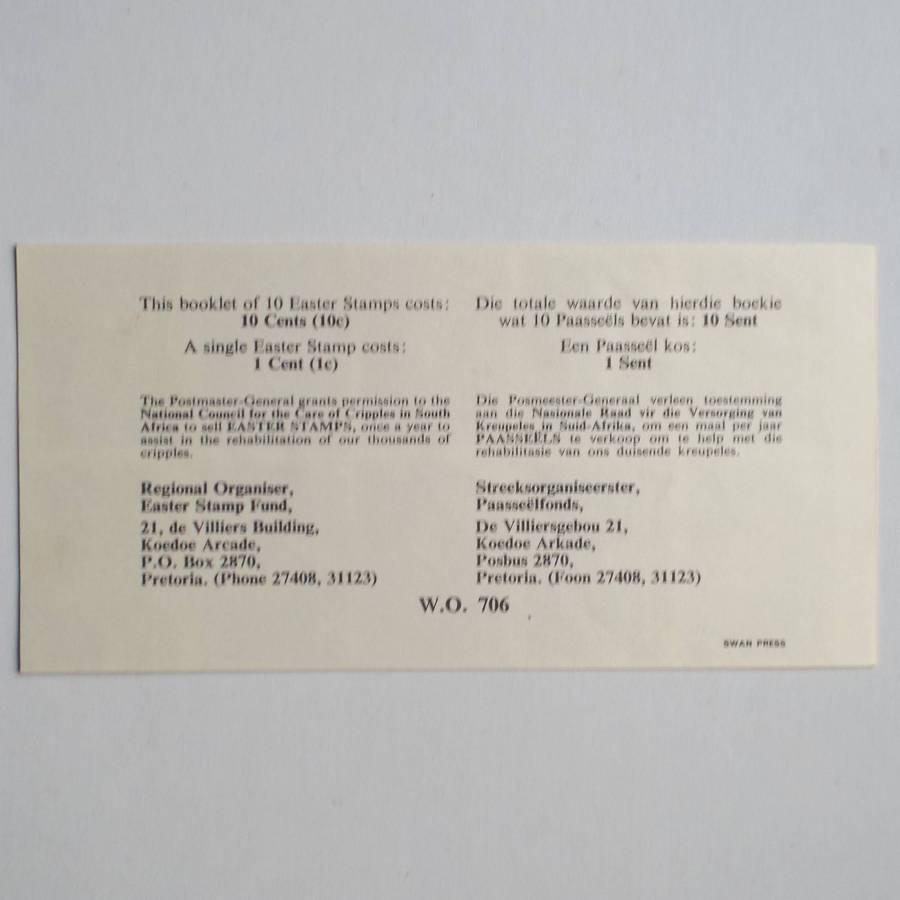 This booklet of 10 Easter Stamps costs:
10 Cents (10c)
A single Easter Stamp costs:
1 Cent (1c)
The Postmaster-General grants permission to the
National Council for the Care of Cripples in South
Africa to sell EASTER STAMPS, once a year to
assist in the rehabilitation of our thousands of
cripples.
Regional Organiser,
Easter Stamp Fund,
21, de Villiers Building,
Koedoe Arcade,
P.O. Box 2870,
Pretoria. (Phone 27408, 31123)
Die totale waarde van hierdie boekie
wat 10 Paasseëls bevat is: 10 Sent
Een Paasseël kos:
1 Sent
Die Posmeester-Generaal verleen toestemming
aan die Nasionale Raad vir die Versorging van
Kreupeles in Suid-Afrika, om een maal per jaar
PAASSEËLS te verkoop om te help met die
rehabilitasie van ons duisende kreupeles.
Streeksorganiseerster,
Paasseëlfonds,
De Villiersgebou 21,
Koedoe Arkade,
Posbus 2870,
Pretoria. (Foon 27408, 31123)
W.O. 706
SWAN PRESS